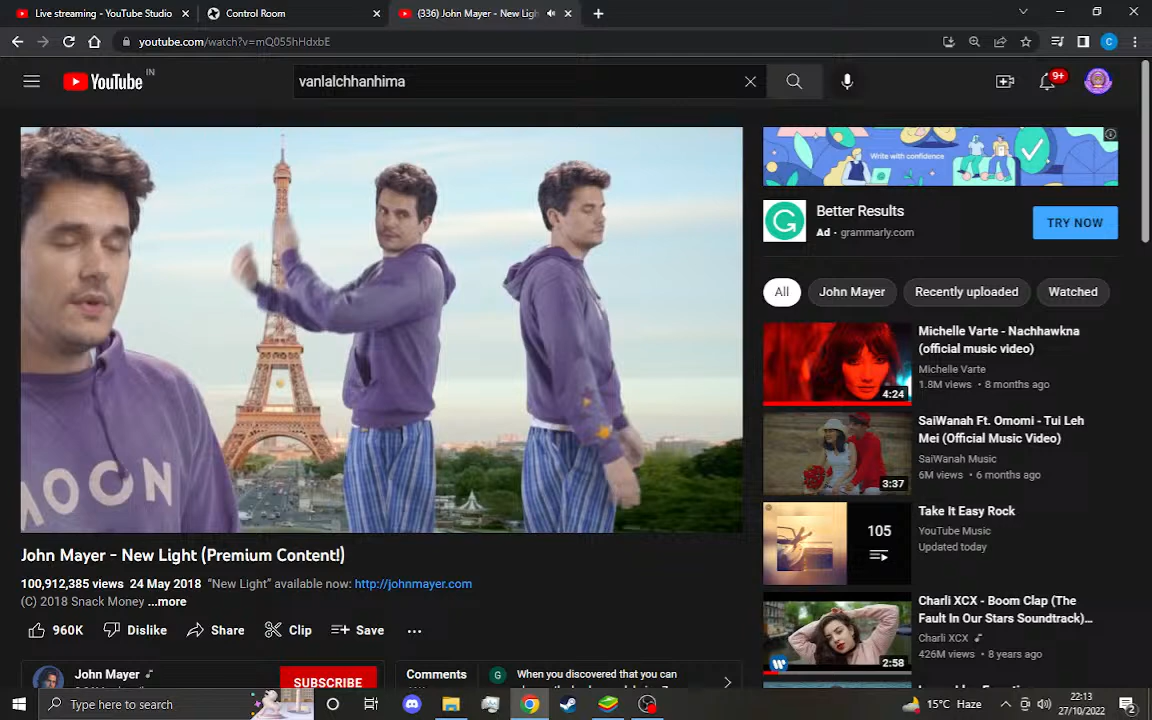 Live streaming - YouTube Studio
Control Room
(336) John Mayer - New Ligh
youtube.com/watch?v=mQ055hHdxbE
YouTube IN
vanlalchhanhima
9+
C
Write with confidence
Better Results
Ad · grammarly.com
TRY NOW
All
John Mayer
Recently uploaded
Watched
MOON
Michelle Varte - Nachhawkna
(official music video)
Michelle Varte
1.8M views · 8 months ago
4:24
SaiWanah Ft. Omomi - Tui Leh
Mei (Official Music Video)
SaiWanah Music
6M views · 6 months ago
3:37
Take It Easy Rock
YouTube Music
Updated today
105
Charli XCX - Boom Clap (The
Fault In Our Stars Soundtrack)...
Charli XCX
426M views · 8 years ago
2:58
John Mayer - New Light (Premium Content!)
100,912,385 views 24 May 2018 “New Light” available now: http://johnmayer.com
(C) 2018 Snack Money ...more
960K
Dislike
Share
Clip
Save
John Mayer
SUBSCRIBE
Comments
G
When you discovered that you can
Type here to search
15°C Haze
22:13
27/10/2022
2